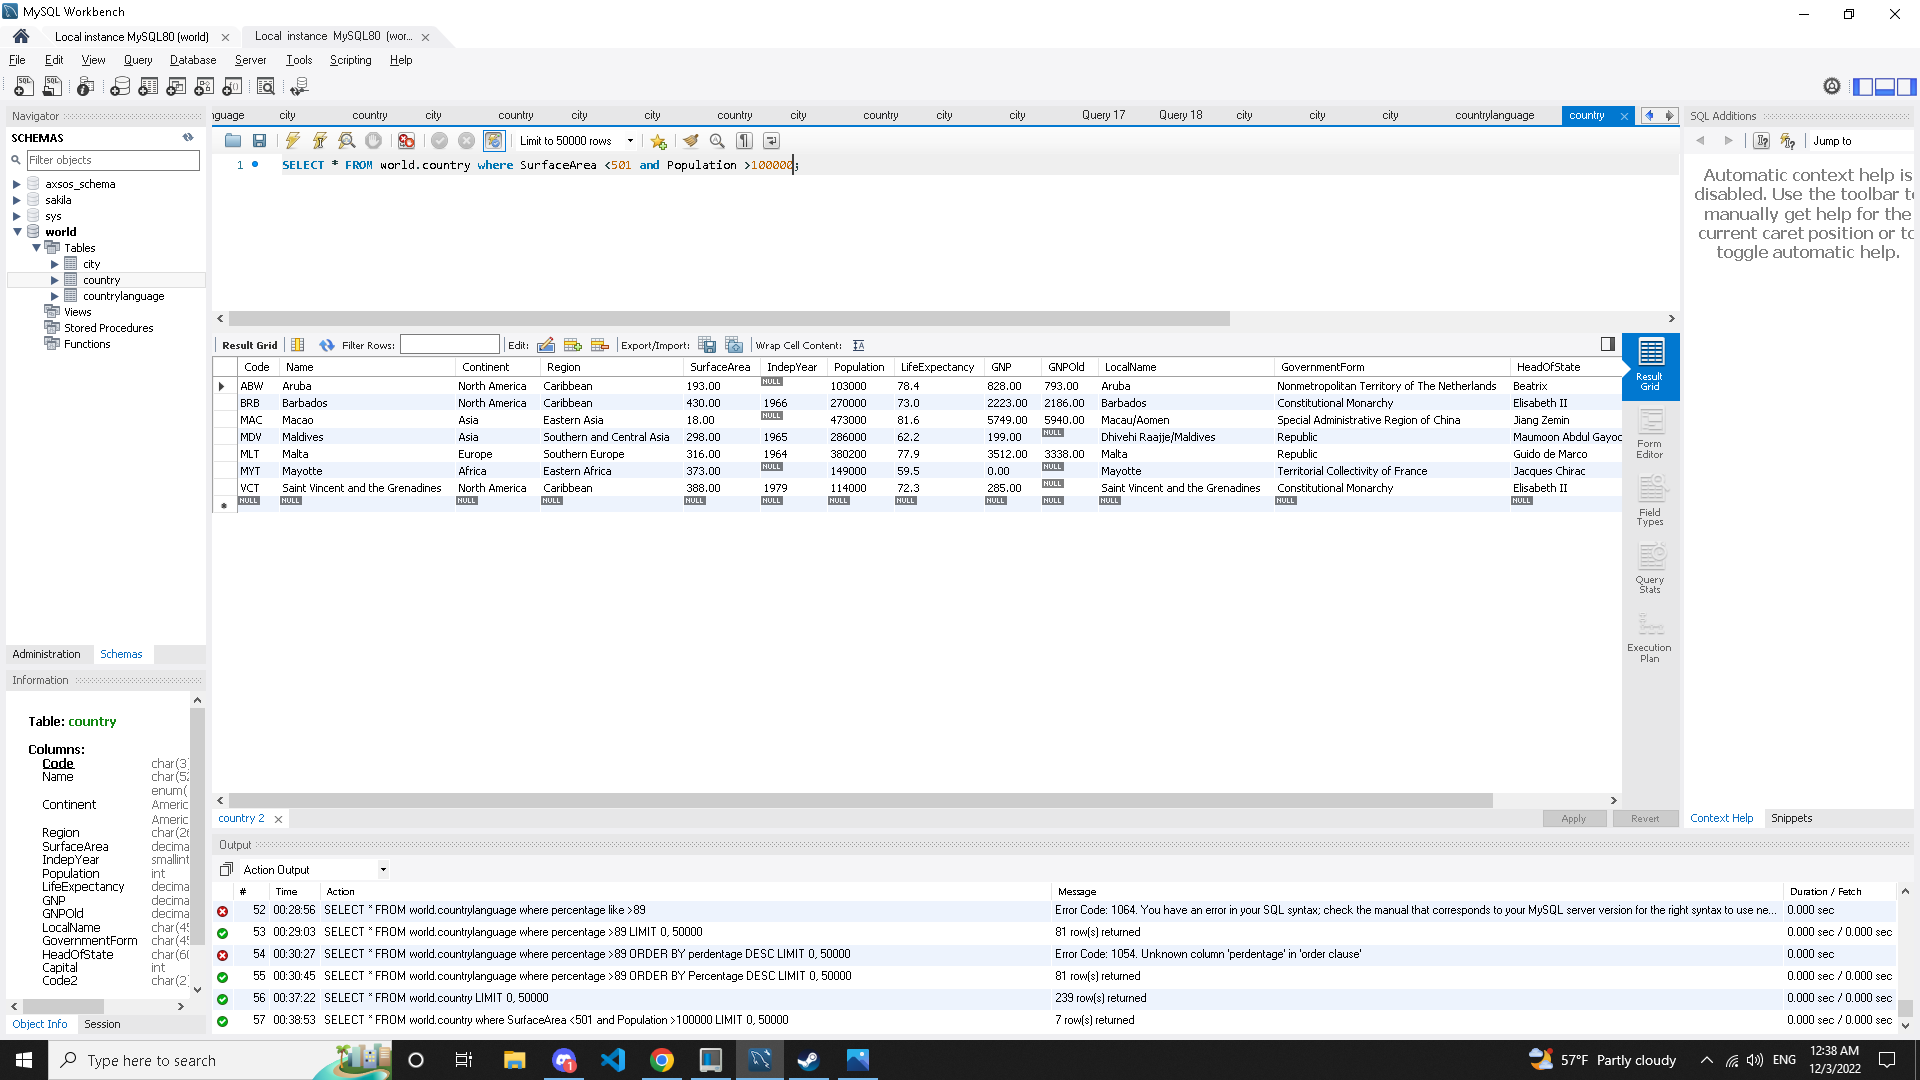 MySQL Workbench
Local instance MySQL80 (world)
Local instance MySQL80 (wor...
File Edit View Query Database Server Tools Scripting Help
Navigator
SCHEMAS
Filter objects
axsos_schema
sakila
sys
world
Tables
city
country
countrylanguage
Views
Stored Procedures
Functions
Administration Schemas
Information
Table: country
Columns:
Code char(3)
Name char(52
enum(
Continent Americ
Americ
Region char(26
SurfaceArea decima
IndepYear smallint
Population int
LifeExpectancy decima
GNP decima
GNPOld decima
LocalName char(45
GovernmentForm char(45
HeadOfState char(60
Capital int
Code2 char(2)
Object Info Session
nguage city country city country city city country city country city city Query 17 Query 18 city city city countrylanguage country
Limit to 50000 rows
1 SELECT * FROM world.country where SurfaceArea <501 and Population >100000;
Result Grid Filter Rows: Edit: Export/Import: Wrap Cell Content:
Code Name Continent Region SurfaceArea IndepYear Population LifeExpectancy GNP GNPOld LocalName GovernmentForm HeadOfState
ABW Aruba North America Caribbean 193.00 NULL 103000 78.4 828.00 793.00 Aruba Nonmetropolitan Territory of The Netherlands Beatrix
BRB Barbados North America Caribbean 430.00 1966 270000 73.0 2223.00 2186.00 Barbados Constitutional Monarchy Elisabeth II
MAC Macao Asia Eastern Asia 18.00 NULL 473000 81.6 5749.00 5940.00 Macau/Aomen Special Administrative Region of China Jiang Zemin
MDV Maldives Asia Southern and Central Asia 298.00 1965 286000 62.2 199.00 NULL Dhivehi Raajje/Maldives Republic Maumoon Abdul Gayoo
MLT Malta Europe Southern Europe 316.00 1964 380200 77.9 3512.00 3338.00 Malta Republic Guido de Marco
MYT Mayotte Africa Eastern Africa 373.00 NULL 149000 59.5 0.00 NULL Mayotte Territorial Collectivity of France Jacques Chirac
VCT Saint Vincent and the Grenadines North America Caribbean 388.00 1979 114000 72.3 285.00 NULL Saint Vincent and the Grenadines Constitutional Monarchy Elisabeth II
NULL NULL NULL NULL NULL NULL NULL NULL NULL NULL NULL NULL NULL
Result
Grid
Form
Editor
Field
Types
Query
Stats
Execution
Plan
country 2
Apply Revert
SQL Additions
Jump to
Automatic context help is
disabled. Use the toolbar t
manually get help for the
current caret position or to
toggle automatic help.
Context Help Snippets
Output
Action Output
# Time Action Message Duration / Fetch
52 00:28:56 SELECT * FROM world.countrylanguage where percentage like >89 Error Code: 1064. You have an error in your SQL syntax; check the manual that corresponds to your MySQL server version for the right syntax to use ne... 0.000 sec
53 00:29:03 SELECT * FROM world.countrylanguage where percentage >89 LIMIT 0, 50000 81 row(s) returned 0.000 sec / 0.000 sec
54 00:30:27 SELECT * FROM world.countrylanguage where percentage >89 ORDER BY perdentage DESC LIMIT 0, 50000 Error Code: 1054. Unknown column 'perdentage' in 'order clause' 0.000 sec
55 00:30:45 SELECT * FROM world.countrylanguage where percentage >89 ORDER BY Percentage DESC LIMIT 0, 50000 81 row(s) returned 0.000 sec / 0.000 sec
56 00:37:22 SELECT * FROM world.country LIMIT 0, 50000 239 row(s) returned 0.000 sec / 0.000 sec
57 00:38:53 SELECT * FROM world.country where SurfaceArea <501 and Population >100000 LIMIT 0, 50000 7 row(s) returned 0.000 sec / 0.000 sec
Type here to search
1
57°F Partly cloudy
ENG
12:38 AM
12/3/2022